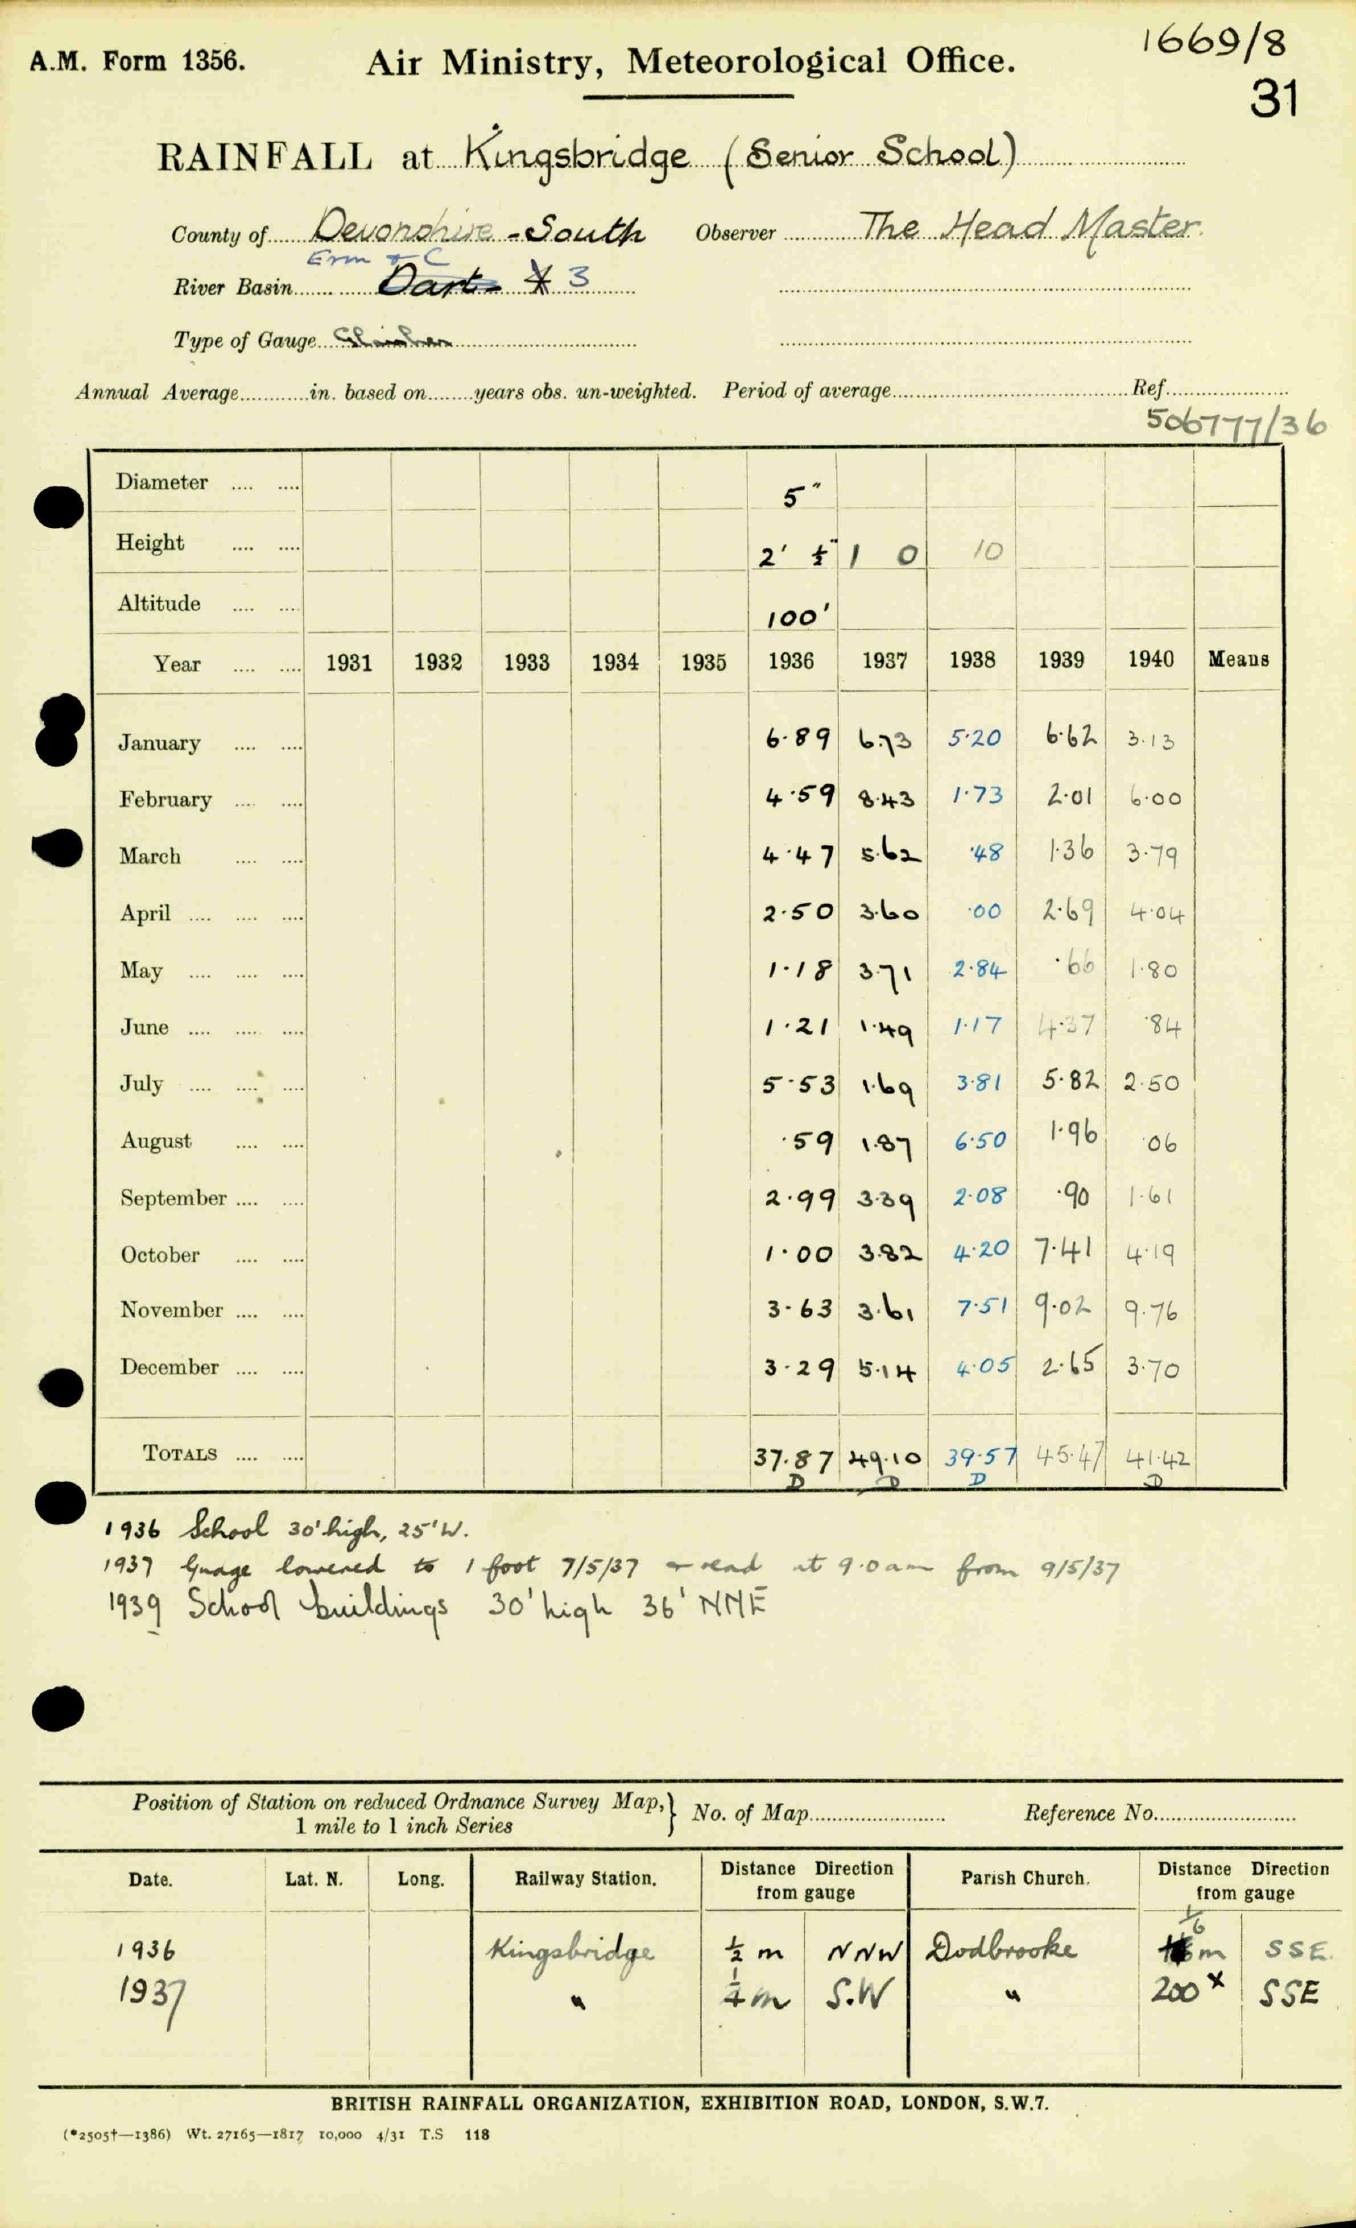 1669/8
A.M. Form 1356. Air Ministry, Meteorological Office.
31
RAINFALL at Kingsbridge (Senior School)
County of Devonshire - South Observer The Head Master.
Erm & C
River Basin Dart 3
Type of Gauge
Annual Average in. based on years obs. un-weighted. Period of average Ref.
506777/36
Diameter 5"
Height 2' ½" 1 0 10
Altitude 100'
Year 1931 1932 1933 1934 1935 1936 1937 1938 1939 1940 Means
January 6.89 6.73 5.20 6.62 3.13
February 4.59 8.43 1.73 2.01 6.00
March 4.47 5.62 .48 1.36 3.79
April 2.50 3.60 .00 2.69 4.04
May 1.18 3.71 2.84 .66 1.80
June 1.21 1.49 1.17 4.37 .84
July 5.53 1.69 3.81 5.82 2.50
August .59 1.87 6.50 1.96 .06
September 2.99 3.39 2.08 .90 1.61
October 1.00 3.82 4.20 7.41 4.19
November 3.63 3.61 7.51 9.02 9.76
December 3.29 5.14 4.05 2.65 3.70
TOTALS 37.87 49.10 39.57 45.47 41.42
D D D D
1936 School 30' high, 25' W.
1937 Guage lowered to 1 foot 7/5/37 & read at 9.0 am from 9/5/37
1939 School buildings 30' high 36' NNE
Position of Station on reduced Ordnance Survey Map, } No. of Map Reference No.
1 mile to 1 inch Series
Date. Lat. N. Long. Railway Station. Distance Direction from gauge Parish Church. Distance Direction from gauge
1936 Kingsbridge ½ m NNW Dodbrooke 1/6 m SSE.
1937 " ¼ m S.W " 200 x SSE
BRITISH RAINFALL ORGANIZATION, EXHIBITION ROAD, LONDON, S.W.7.
(*2505†—1386) Wt. 27165—1817 10,000 4/31 T.S 118